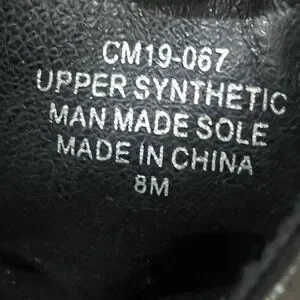 CM19-067
UPPER SYNTHETIC
MAN MADE SOLE
MADE IN CHINA
8M